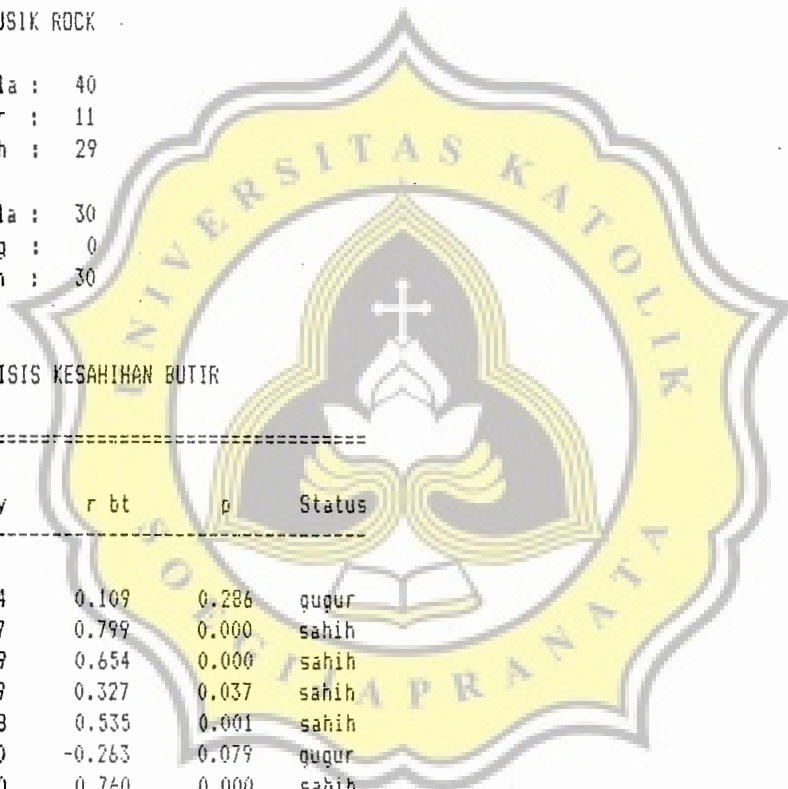 USIK ROCK
la : 40
r : 11
h : 29
la : 30
g : 0
n : 30
ISIS KESAHIHAN BUTIR
==================================
y r bt p Status
----------------------------------
4 0.109 0.286 gugur
7 0.799 0.000 sahih
9 0.654 0.000 sahih
9 0.327 0.037 sahih
8 0.535 0.001 sahih
0 -0.263 0.079 gugur
0 0.760 0.000 sahih
UNIVERSITAS KATOLIK
SOEGIJAPRANATA